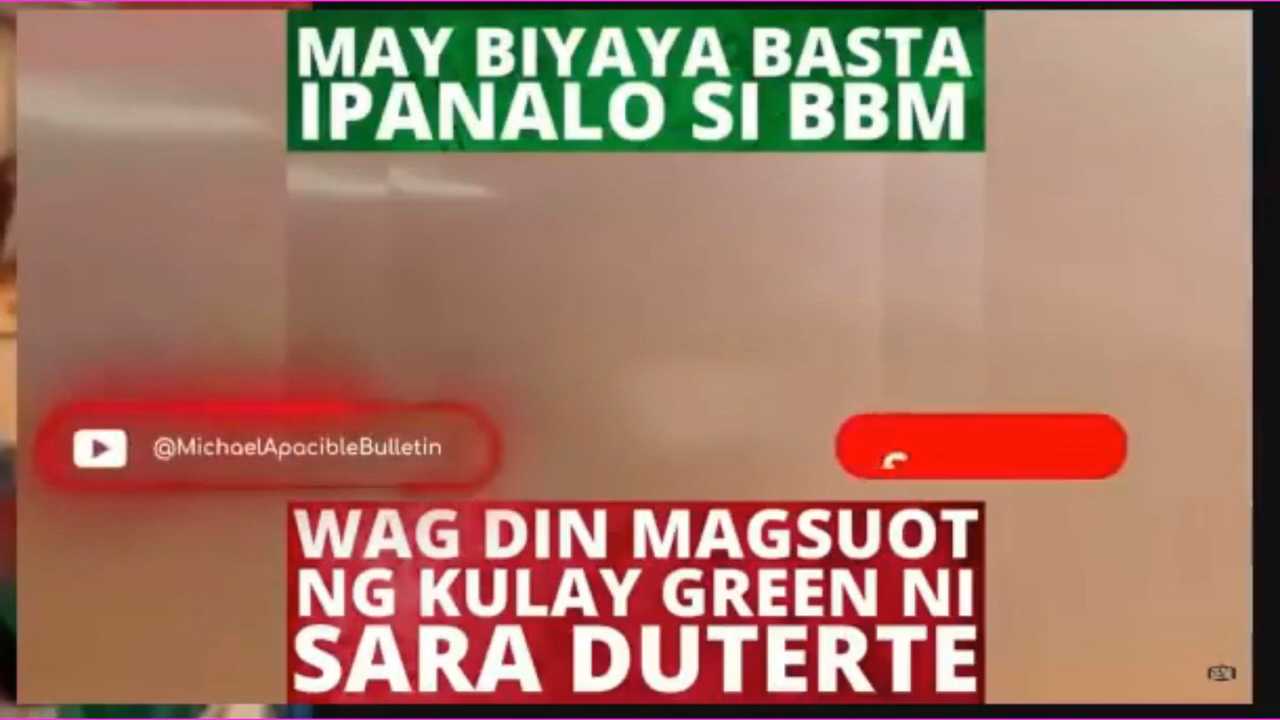 MAY BIYAYA BASTA
IPANALO SI BBM
@MichaelApacibleBulletin
WAG DIN MAGSUOT
NG KULAY GREEN NI
SARA DUTERTE